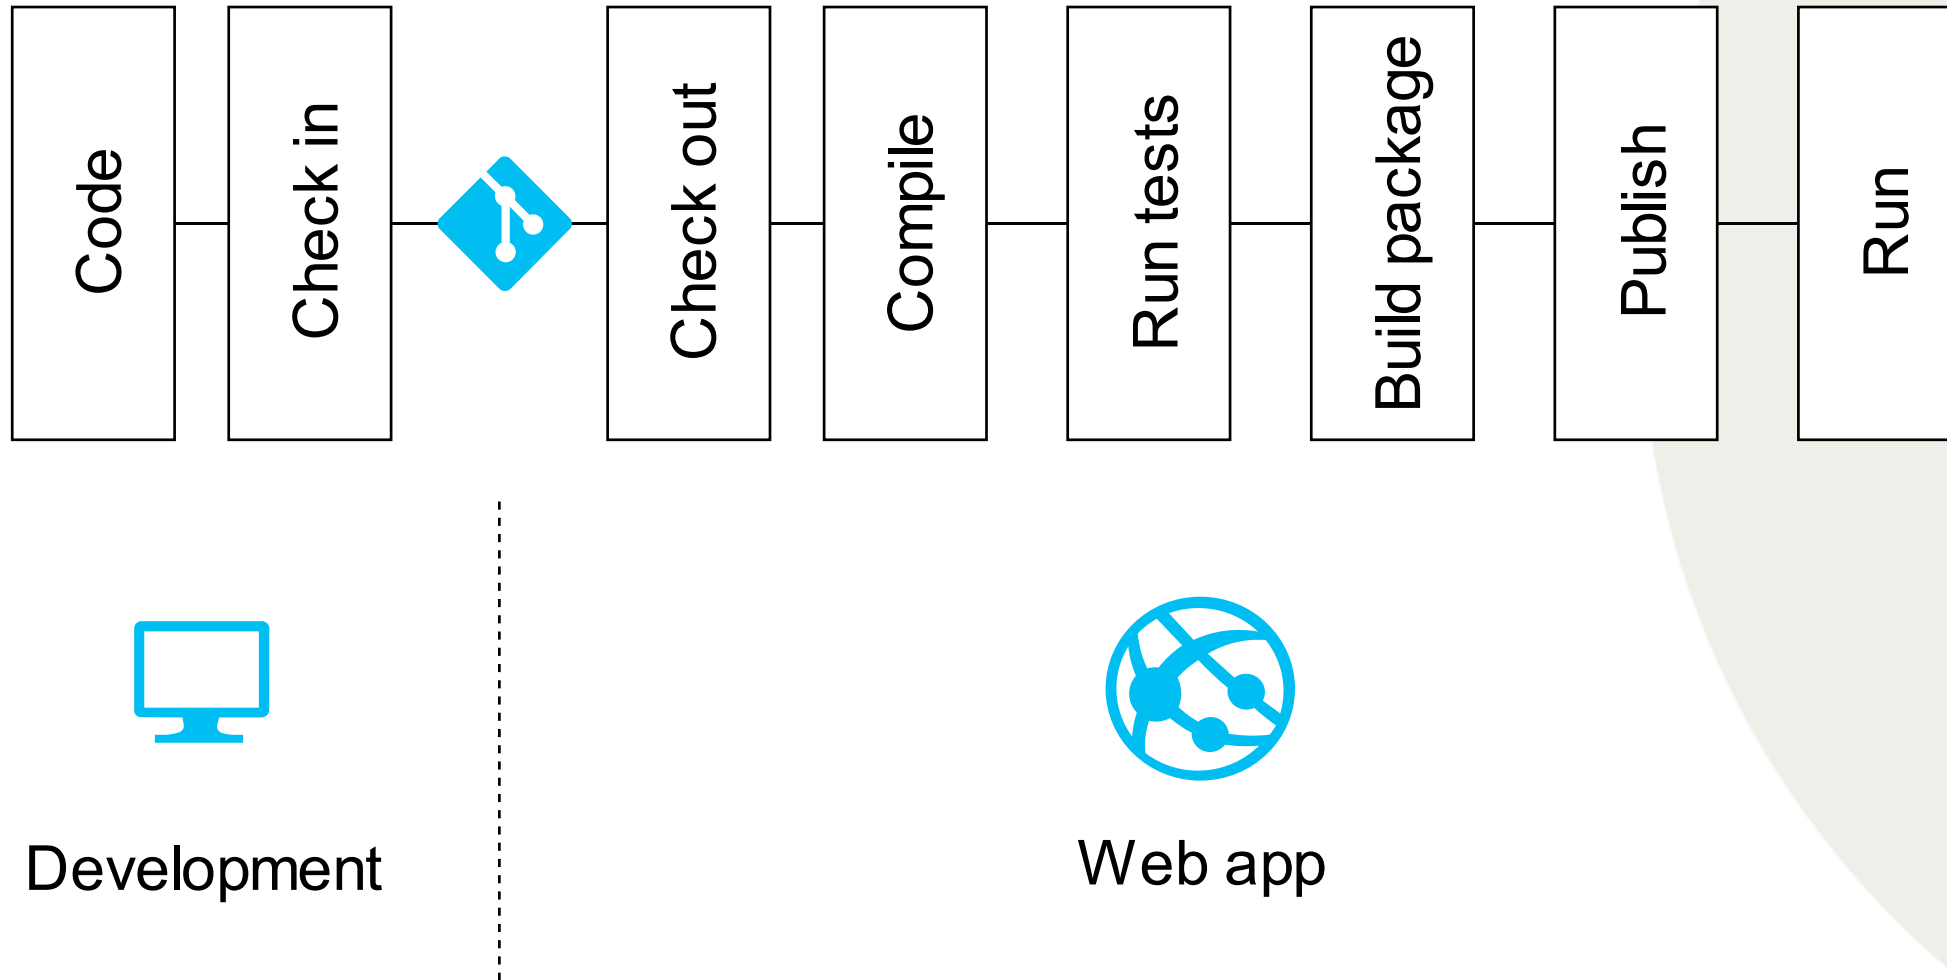 Code
Check in
Check out
Compile
Run tests
Build package
Publish
Run
Development
Web app